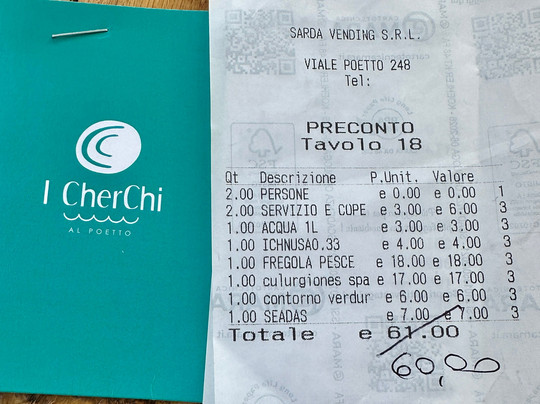 I CherChi
AL POETTO
SARDA VENDING S.R.L.
VIALE POETTO 248
Tel:
PRECONTO
Tavolo 18
Qt Descrizione P.Unit. Valore
2.00 PERSONE e 0.00 e 0.00 1
2.00 SERVIZIO E COPE e 3.00 e 6.00 3
1.00 ACQUA 1L e 3.00 e 3.00 3
1.00 ICHNUSA0.33 e 4.00 e 4.00 3
1.00 FREGOLA PESCE e 18.00 e 18.00 3
1.00 culurgiones spa e 17.00 e 17.00 3
1.00 contorno verdur e 6.00 e 6.00 3
1.00 SEADAS e 7.00 e 7.00 3
Totale e 61.00
60,00